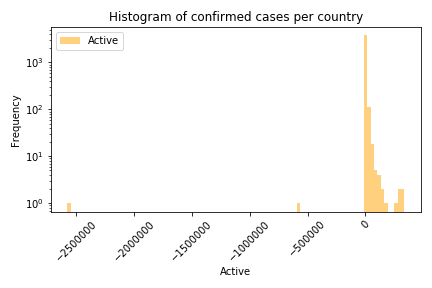 Histogram of confirmed cases per country
Active
Frequency
10³
10²
10¹
10⁰
−2500000
−2000000
−1500000
−1000000
−500000
0
Active